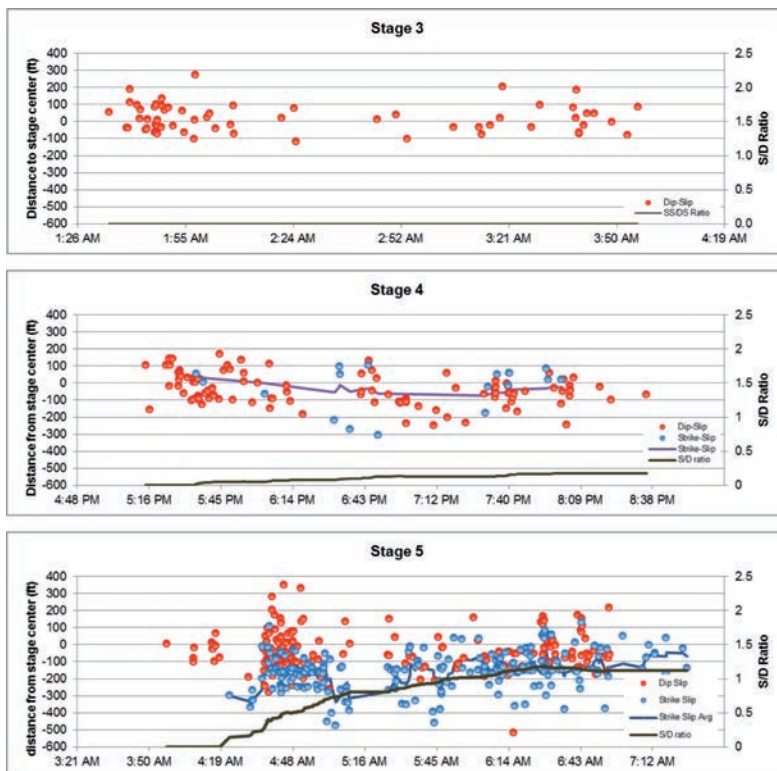 Stage 3
Distance to stage center (ft)
S/D Ratio
400
300
200
100
0
-100
-200
-300
-400
-500
-600
2.5
2.0
1.5
1.0
0.5
0.0
Dip-Slip
SS/DS Ratio
1:26 AM 1:55 AM 2:24 AM 2:52 AM 3:21 AM 3:50 AM 4:19 AM
Stage 4
Distance from stage center (ft)
S/D Ratio
400
300
200
100
0
-100
-200
-300
-400
-500
-600
2.5
2
1.5
1
0.5
0
Dip-Slip
Strike-Slip
Strike-Slip
S/D ratio
4:48 PM 5:16 PM 5:45 PM 6:14 PM 6:43 PM 7:12 PM 7:40 PM 8:09 PM 8:38 PM
Stage 5
distance from stage center (ft)
S/D Ratio
400
300
200
100
0
-100
-200
-300
-400
-500
-600
2.5
2
1.5
1
0.5
0
Dip Slip
Strike Slip
Strike Slip Avg
S/D ratio
3:21 AM 3:50 AM 4:19 AM 4:48 AM 5:16 AM 5:45 AM 6:14 AM 6:43 AM 7:12 AM